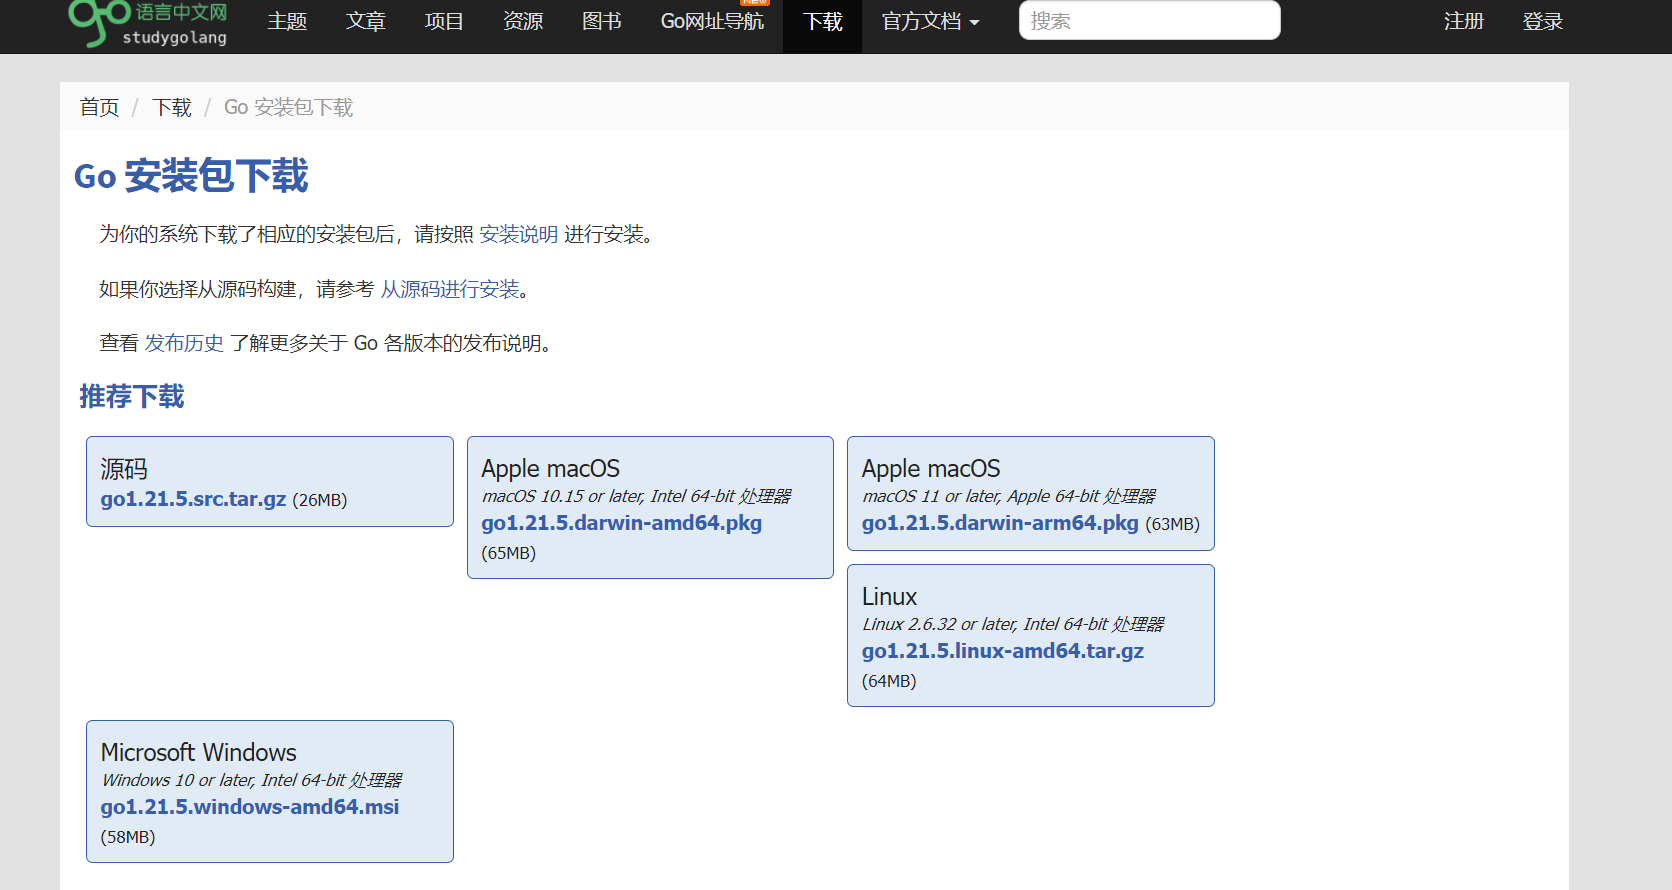 语言中文网
studygolang
主题 文章 项目 资源 图书 Go网址导航 NEW 下载 官方文档 搜索 注册 登录
首页 / 下载 / Go 安装包下载
Go 安装包下载
为你的系统下载了相应的安装包后，请按照 安装说明 进行安装。
如果你选择从源码构建，请参考 从源码进行安装。
查看 发布历史 了解更多关于 Go 各版本的发布说明。
推荐下载
源码
go1.21.5.src.tar.gz (26MB)
Apple macOS
macOS 10.15 or later, Intel 64-bit 处理器
go1.21.5.darwin-amd64.pkg
(65MB)
Apple macOS
macOS 11 or later, Apple 64-bit 处理器
go1.21.5.darwin-arm64.pkg (63MB)
Linux
Linux 2.6.32 or later, Intel 64-bit 处理器
go1.21.5.linux-amd64.tar.gz
(64MB)
Microsoft Windows
Windows 10 or later, Intel 64-bit 处理器
go1.21.5.windows-amd64.msi
(58MB)